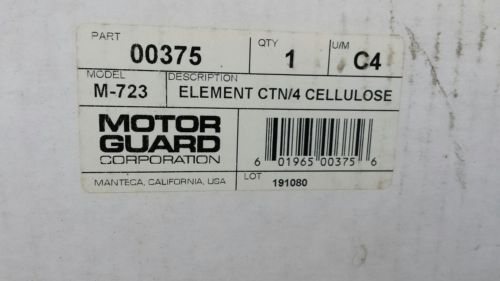 PART 00375 QTY 1 U/M C4
MODEL M-723 DESCRIPTION ELEMENT CTN/4 CELLULOSE
MOTOR
GUARD
CORPORATION
MANTECA, CALIFORNIA, USA
6 01965 00375 6
LOT 191080